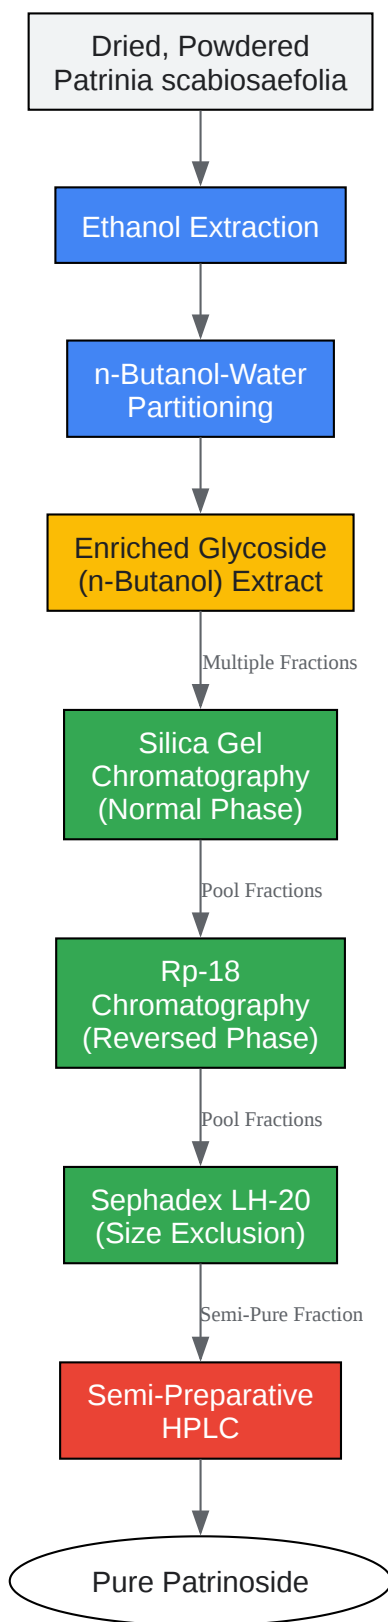 Dried, Powdered
Patrinia scabiosaefolia
Ethanol Extraction
n-Butanol-Water
Partitioning
Enriched Glycoside
(n-Butanol) Extract
Multiple Fractions
Silica Gel
Chromatography
(Normal Phase)
Pool Fractions
Rp-18
Chromatography
(Reversed Phase)
Pool Fractions
Sephadex LH-20
(Size Exclusion)
Semi-Pure Fraction
Semi-Preparative
HPLC
Pure Patrinoside